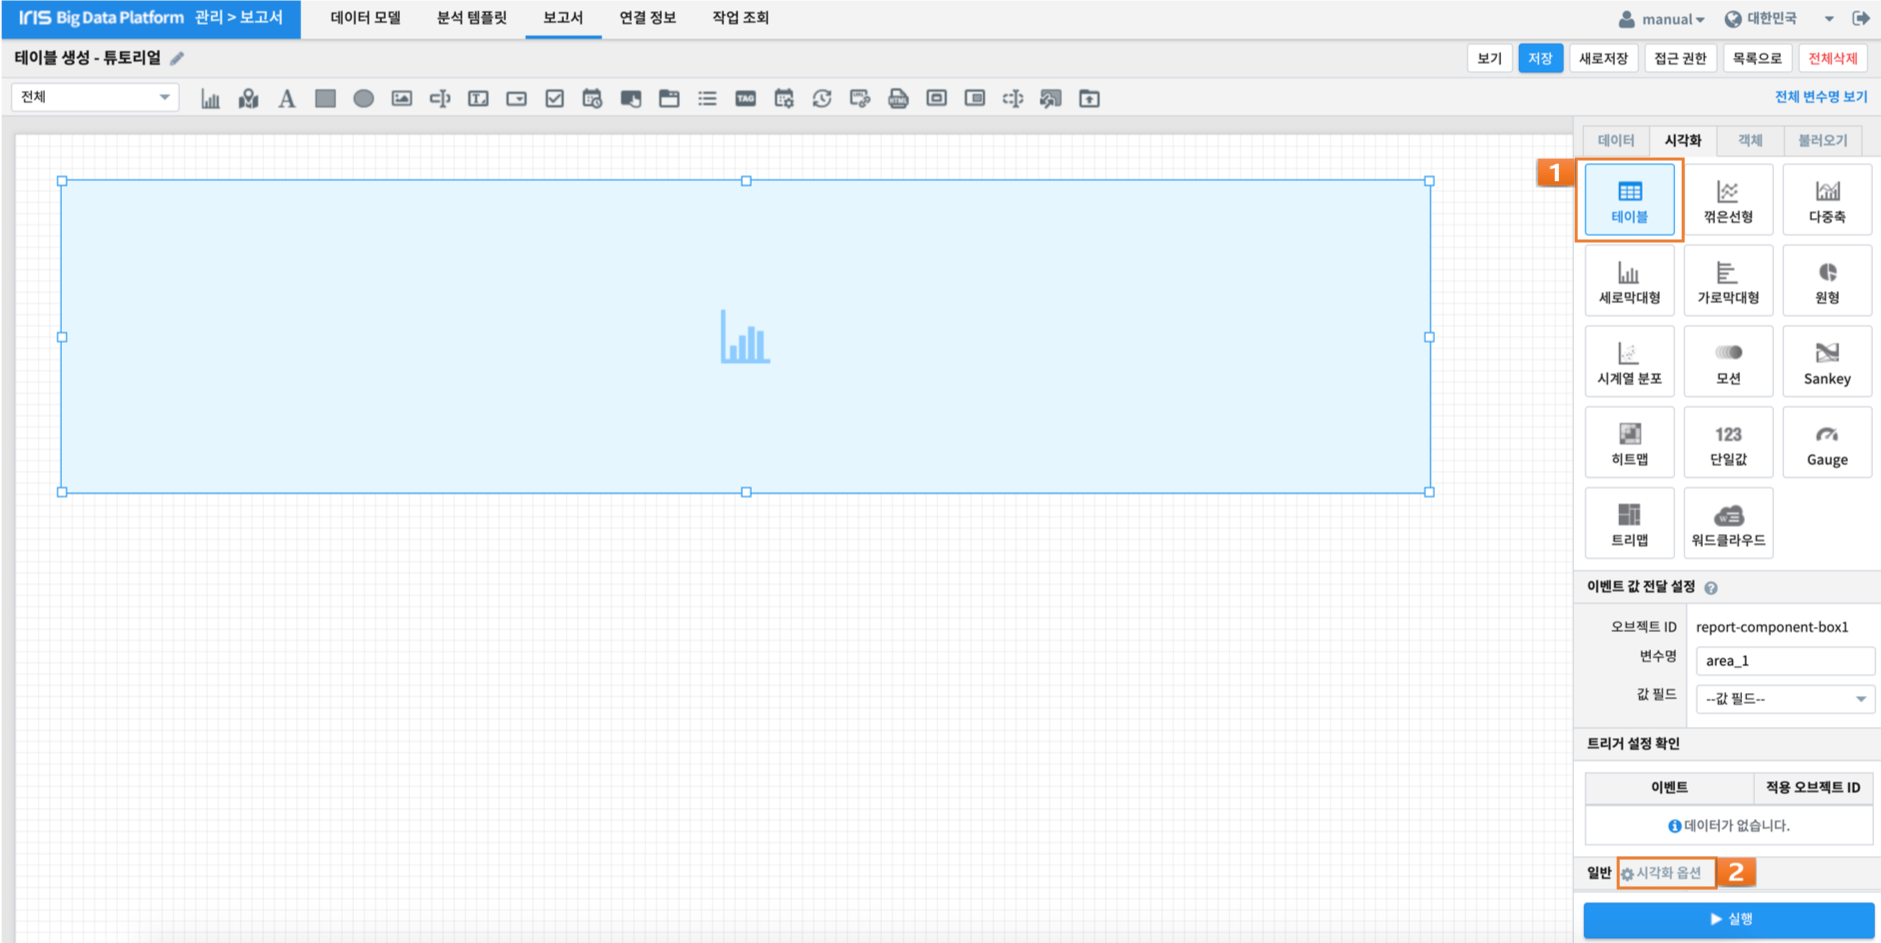 IRIS Big Data Platform 관리 > 보고서 데이터 모델 분석 템플릿 보고서 연결 정보 작업 조회 manual 대한민국
테이블 생성 - 튜토리얼 보기 저장 새로저장 접근 권한 목록으로 전체삭제
전체 A T TAG HTML 전체 변수명 보기
데이터 시각화 객체 불러오기
1
테이블 꺾은선형 다중축
세로막대형 가로막대형 원형
시계열 분포 모션 Sankey
123
히트맵 단일값 Gauge
W
트리맵 워드클라우드
이벤트 값 전달 설정 ?
오브젝트 ID report-component-box1
변수명 area_1
값 필드 --값 필드--
트리거 설정 확인
이벤트 적용 오브젝트 ID
데이터가 없습니다.
일반 시각화 옵션 2
실행